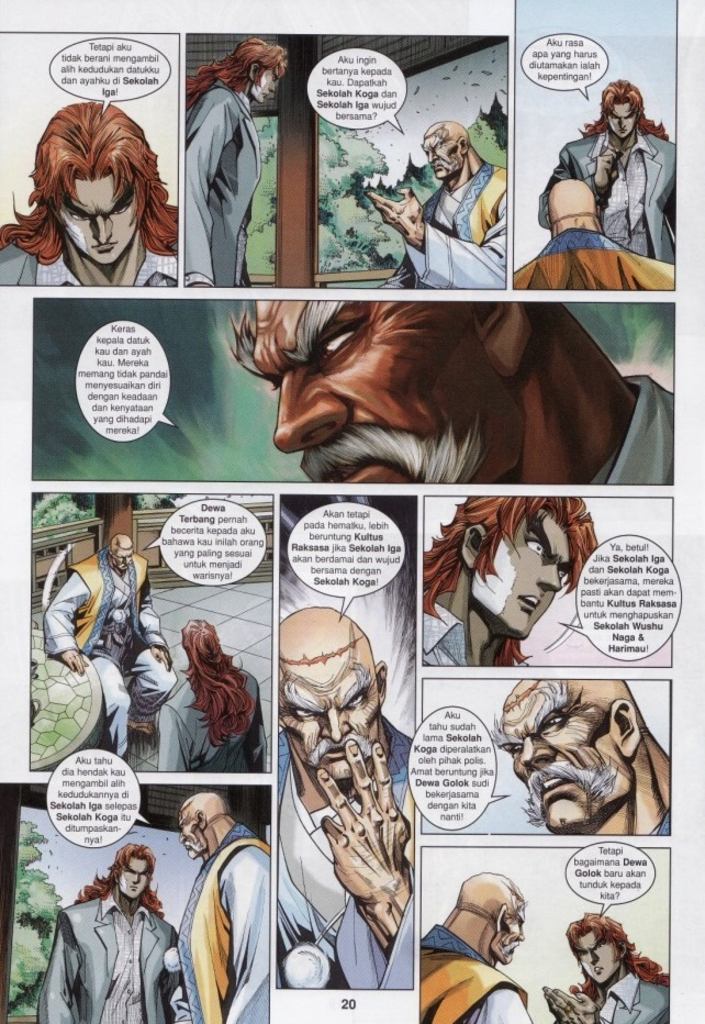 Tetapi aku
tidak berani mengambil
alih kedudukan datukku
dan ayahku di Sekolah
Iga!
Aku ingin
bertanya kepada
kau. Dapatkah
Sekolah Koga dan
Sekolah Iga wujud
bersama?
Aku rasa
apa yang harus
diutamakan ialah
kepentingan!
Keras
kepala datuk
kau dan ayah
kau. Mereka
memang tidak pandai
menyesuaikan diri
dengan keadaan
dan kenyataan
yang dihadapi
mereka!
Dewa
Terbang pernah
becerita kepada aku
bahawa kau inilah orang
yang paling sesuai
untuk menjadi
warisnya!
Aku tahu
dia hendak kau
mengambil alih
kedudukannya di
Sekolah Iga selepas
Sekolah Koga itu
ditumpaskan-
nya!
Akan tetapi
pada hematku, lebih
beruntung Kultus
Raksasa jika Sekolah Iga
akan berdamai dan wujud
bersama dengan
Sekolah Koga!
Ya, betul!
Jika Sekolah Iga
dan Sekolah Koga
bekerjasama, mereka
pasti akan dapat mem-
bantu Kultus Raksasa
untuk menghapuskan
Sekolah Wushu
Naga &
Harimau!
Aku
tahu sudah
lama Sekolah
Koga diperalatkan
oleh pihak polis.
Amat beruntung jika
Dewa Golok sudi
bekerjasama
dengan kita
nanti!
Tetapi
bagaimana Dewa
Golok baru akan
tunduk kepada
kita?
20